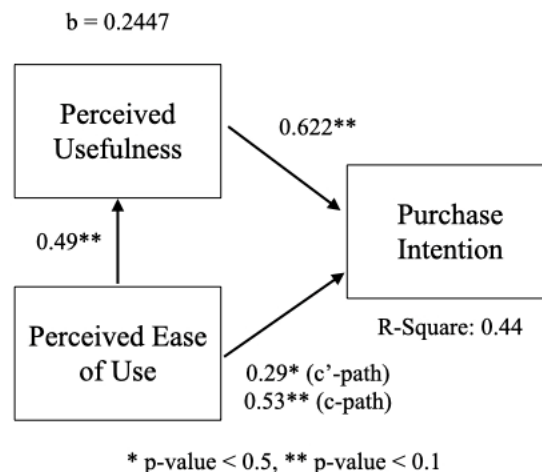 b = 0.2447
Perceived
Usefulness
0.622**
Purchase
Intention
0.49**
R-Square: 0.44
Perceived Ease
of Use
0.29* (c’-path)
0.53** (c-path)
* p-value < 0.5, ** p-value < 0.1